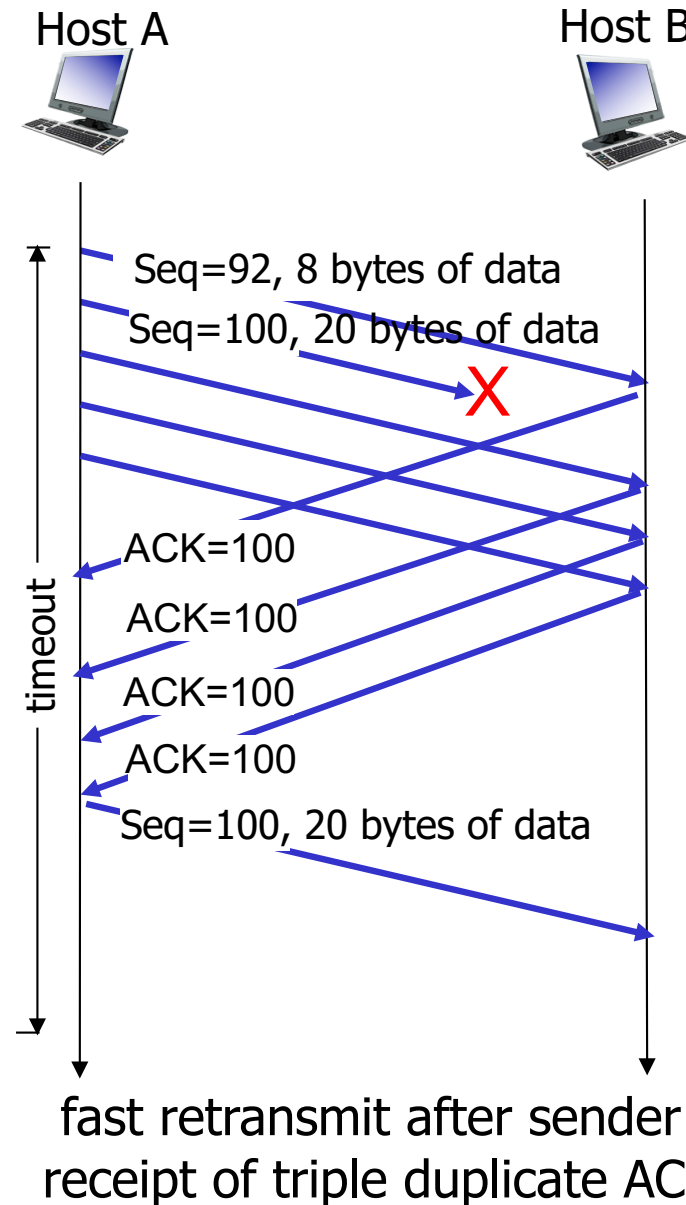 Host A
Host B
Seq=92, 8 bytes of data
Seq=100, 20 bytes of data
X
timeout
ACK=100
ACK=100
ACK=100
ACK=100
Seq=100, 20 bytes of data
fast retransmit after sender
receipt of triple duplicate AC